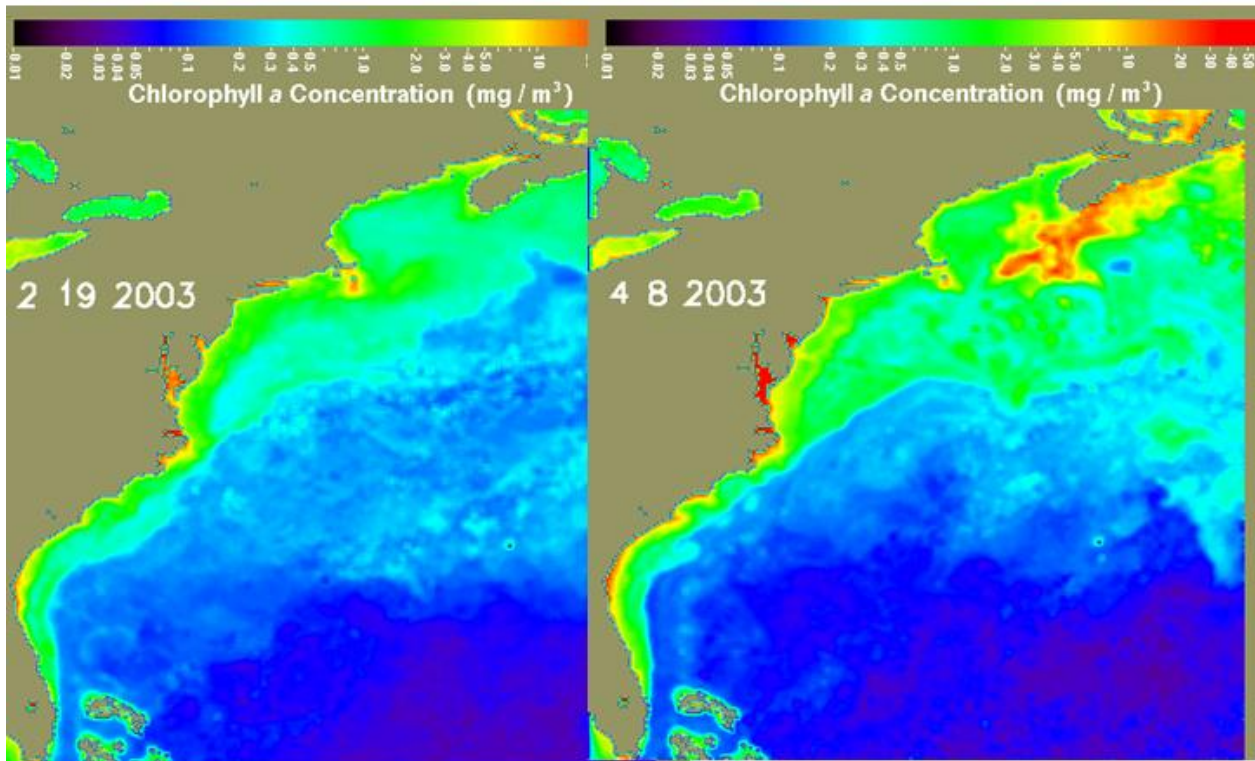 0.01 0.02 0.03 0.04 0.05 0.1 0.2 0.3 0.4 0.5 1.0 2.0 3.0 4.0 5.0 10
Chlorophyll a Concentration (mg / m³)
2 19 2003
0.01 0.02 0.03 0.04 0.05 0.1 0.2 0.3 0.4 0.5 1.0 2.0 3.0 4.0 5.0 10 20 30 40 50
Chlorophyll a Concentration (mg / m³)
4 8 2003